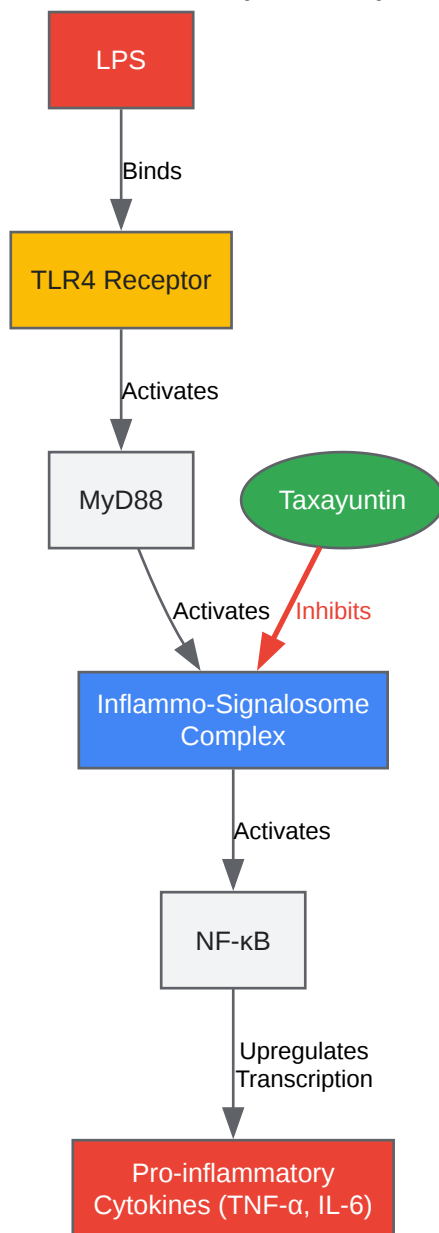 LPS
Binds
TLR4 Receptor
Activates
MyD88
Taxayuntin
Activates
Inhibits
Inflammo-Signalosome
Complex
Activates
NF-κB
Upregulates
Transcription
Pro-inflammatory
Cytokines (TNF-α, IL-6)